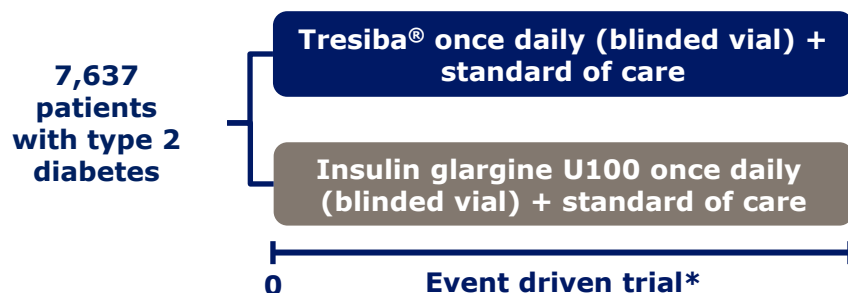 Tresiba® once daily (blinded vial) +
standard of care
7,637
patients
with type 2
diabetes
Insulin glargine U100 once daily
(blinded vial) + standard of care
0
Event driven trial*